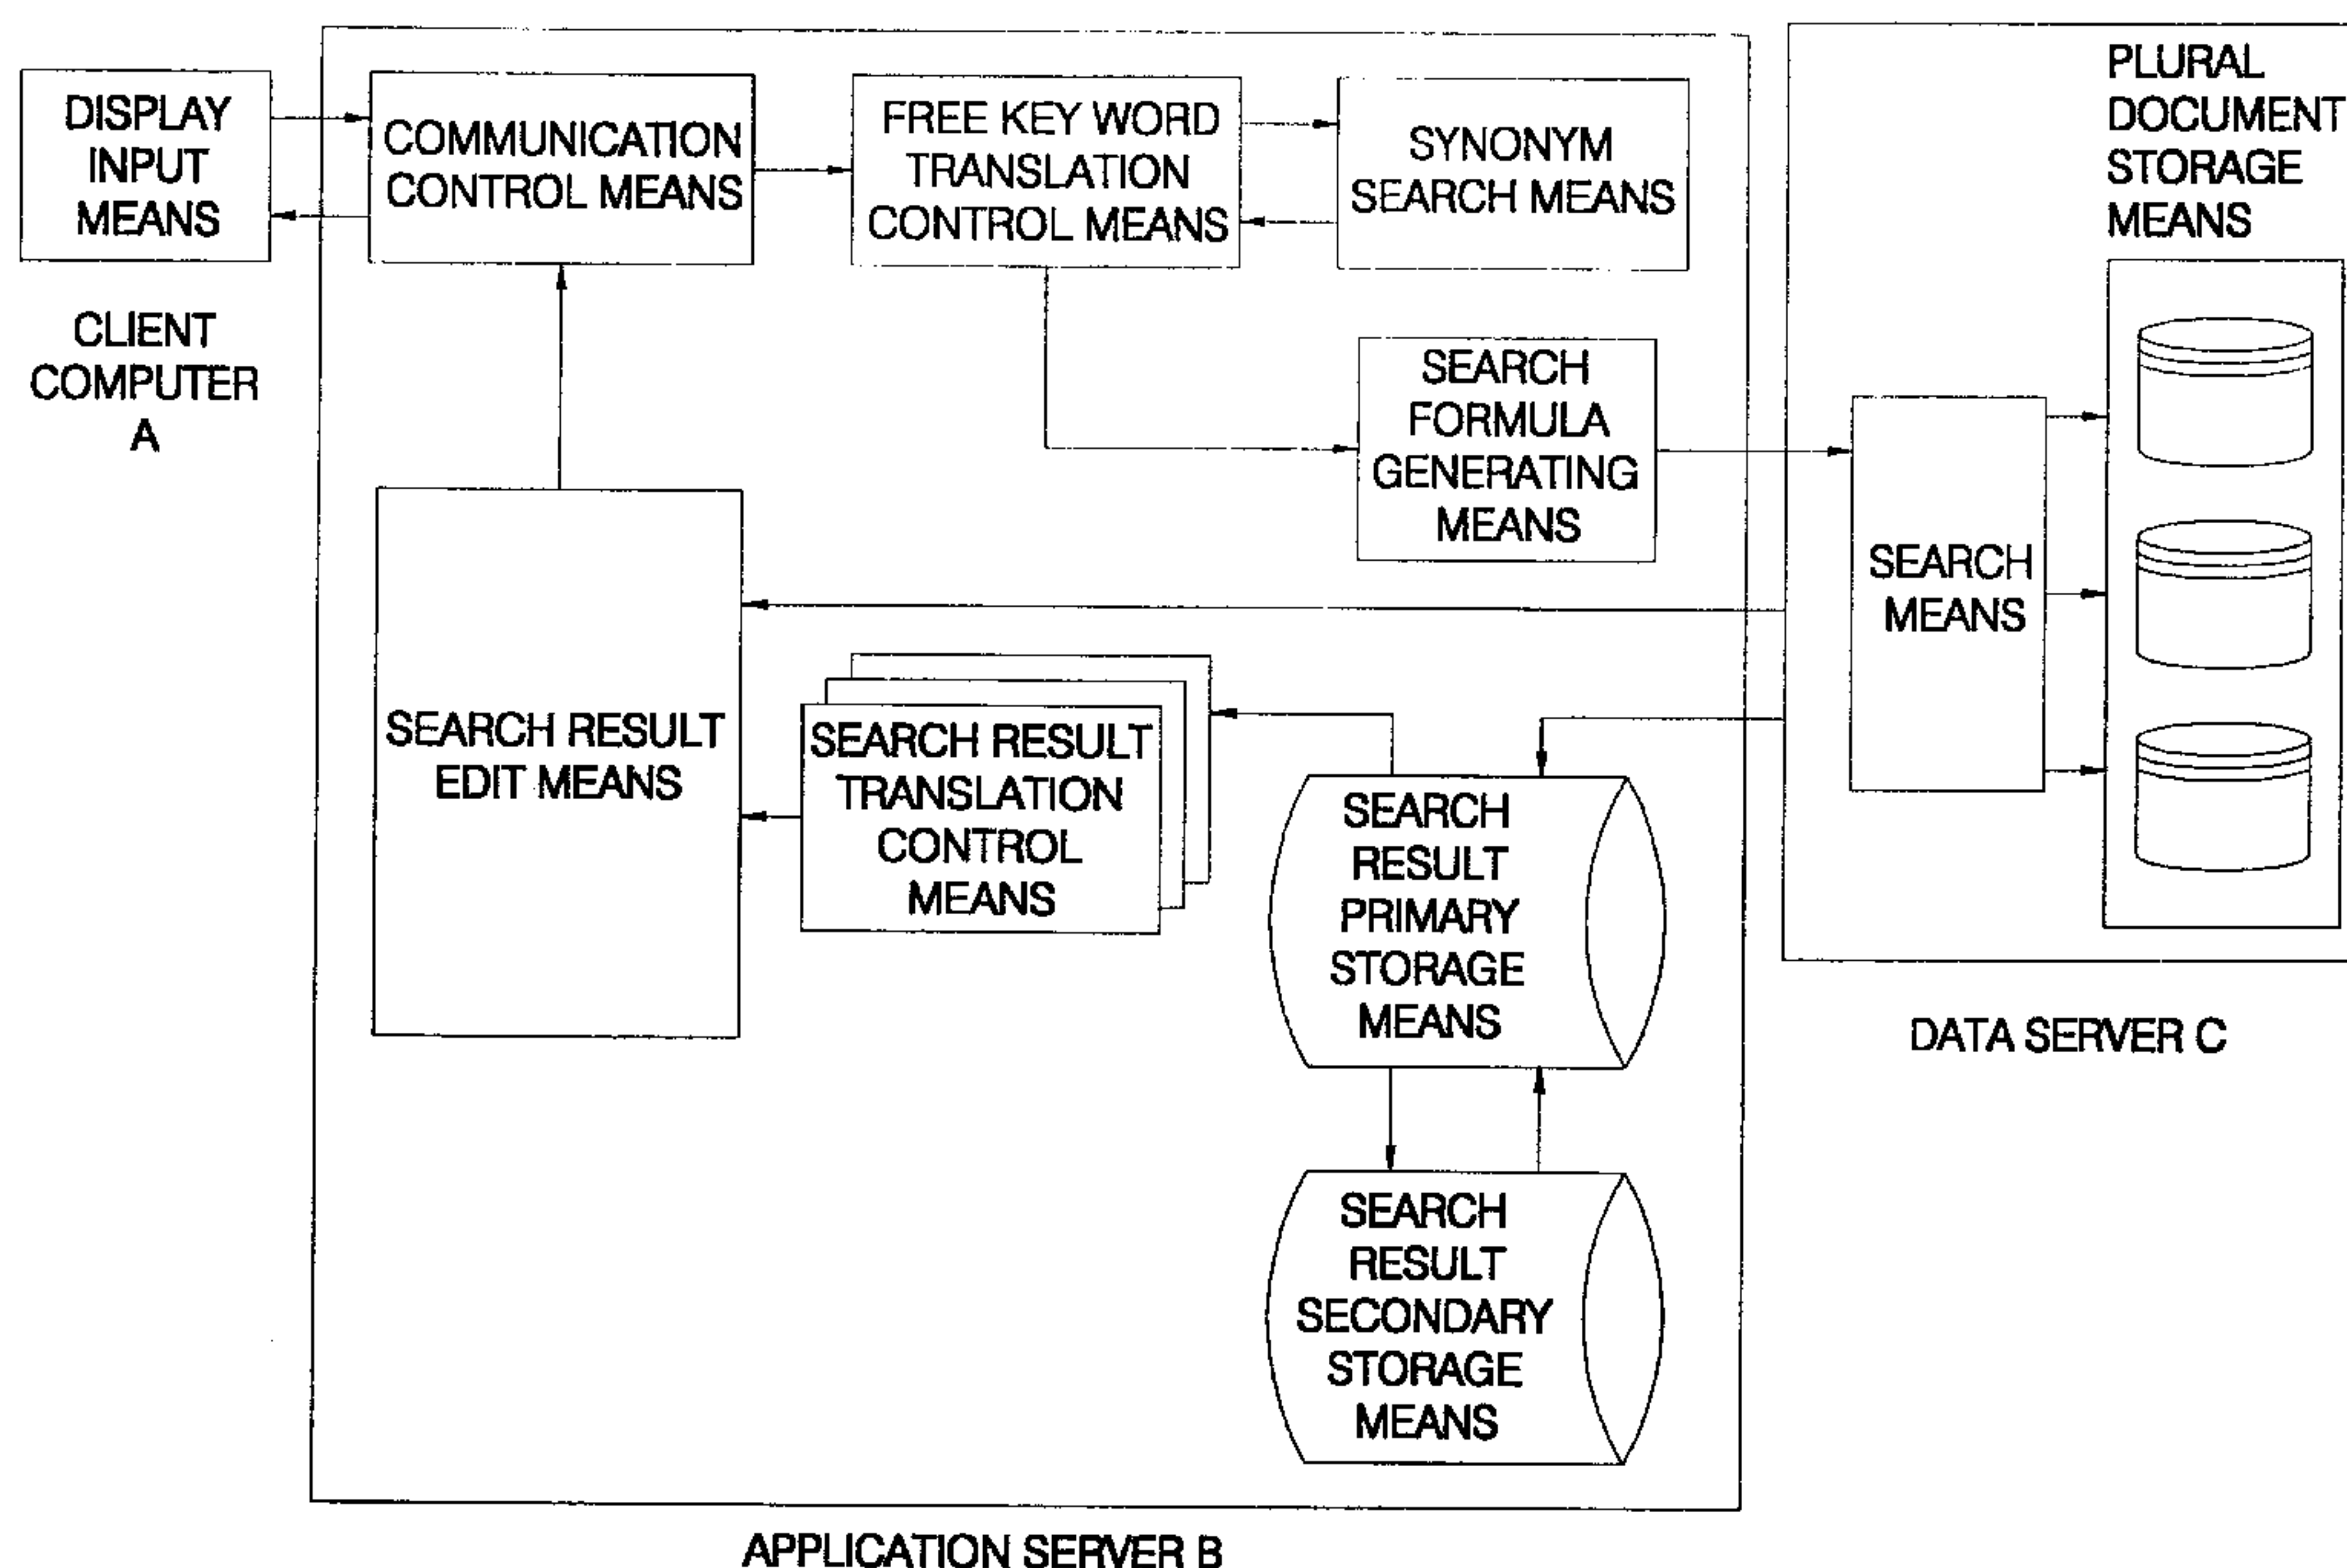 DISPLAY
INPUT
MEANS
CLIENT
COMPUTER
A
COMMUNICATION
CONTROL MEANS
FREE KEY WORD
TRANSLATION
CONTROL MEANS
SYNONYM
SEARCH MEANS
SEARCH
FORMULA
GENERATING
MEANS
PLURAL
DOCUMENT
STORAGE
MEANS
SEARCH
MEANS
DATA SERVER C
SEARCH RESULT
EDIT MEANS
SEARCH RESULT
TRANSLATION
CONTROL
MEANS
SEARCH
RESULT
PRIMARY
STORAGE
MEANS
SEARCH
RESULT
SECONDARY
STORAGE
MEANS
APPLICATION SERVER B